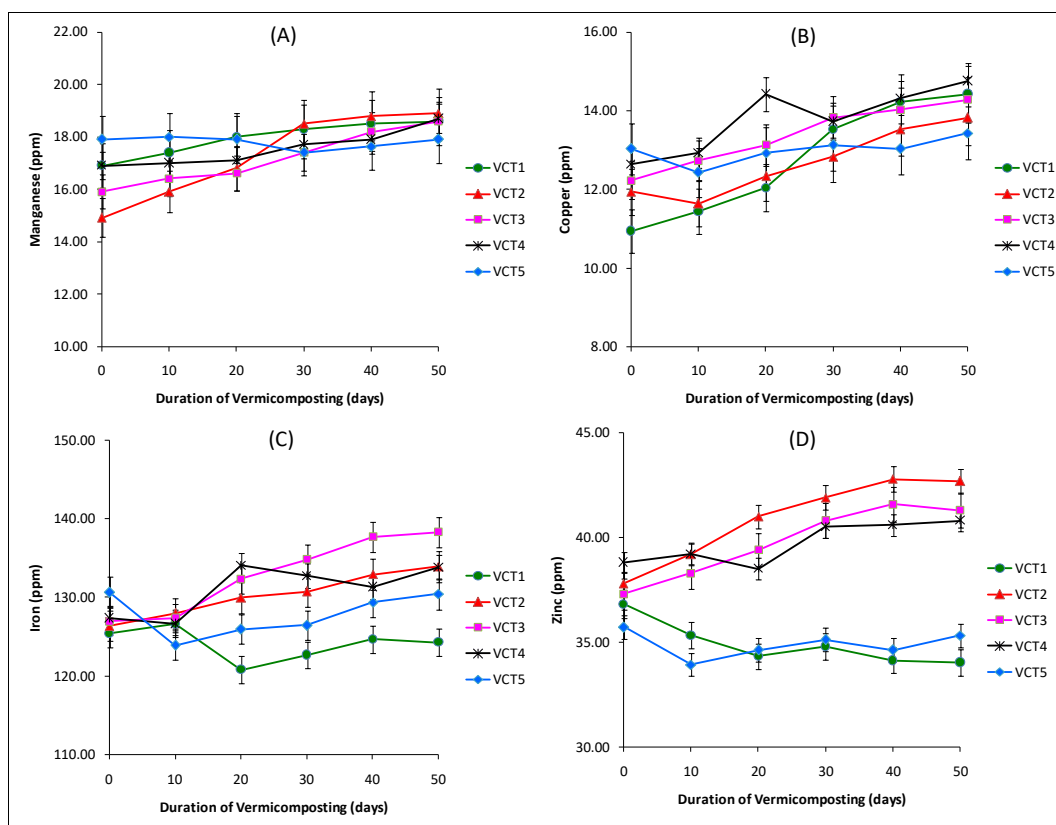 (A)
22.00
20.00
18.00
16.00
14.00
12.00
10.00
Manganese (ppm)
0 10 20 30 40 50
Duration of Vermicomposting (days)
VCT1
VCT2
VCT3
VCT4
VCT5
(B)
16.00
14.00
12.00
10.00
8.00
Copper (ppm)
0 10 20 30 40 50
Duration of Vermicomposting (days)
VCT1
VCT2
VCT3
VCT4
VCT5
(C)
150.00
140.00
130.00
120.00
110.00
Iron (ppm)
0 10 20 30 40 50
Duration of Vermicomposting (days)
VCT1
VCT2
VCT3
VCT4
VCT5
(D)
45.00
40.00
35.00
30.00
Zinc (ppm)
0 10 20 30 40 50
Duration of Vermicomposting (days)
VCT1
VCT2
VCT3
VCT4
VCT5